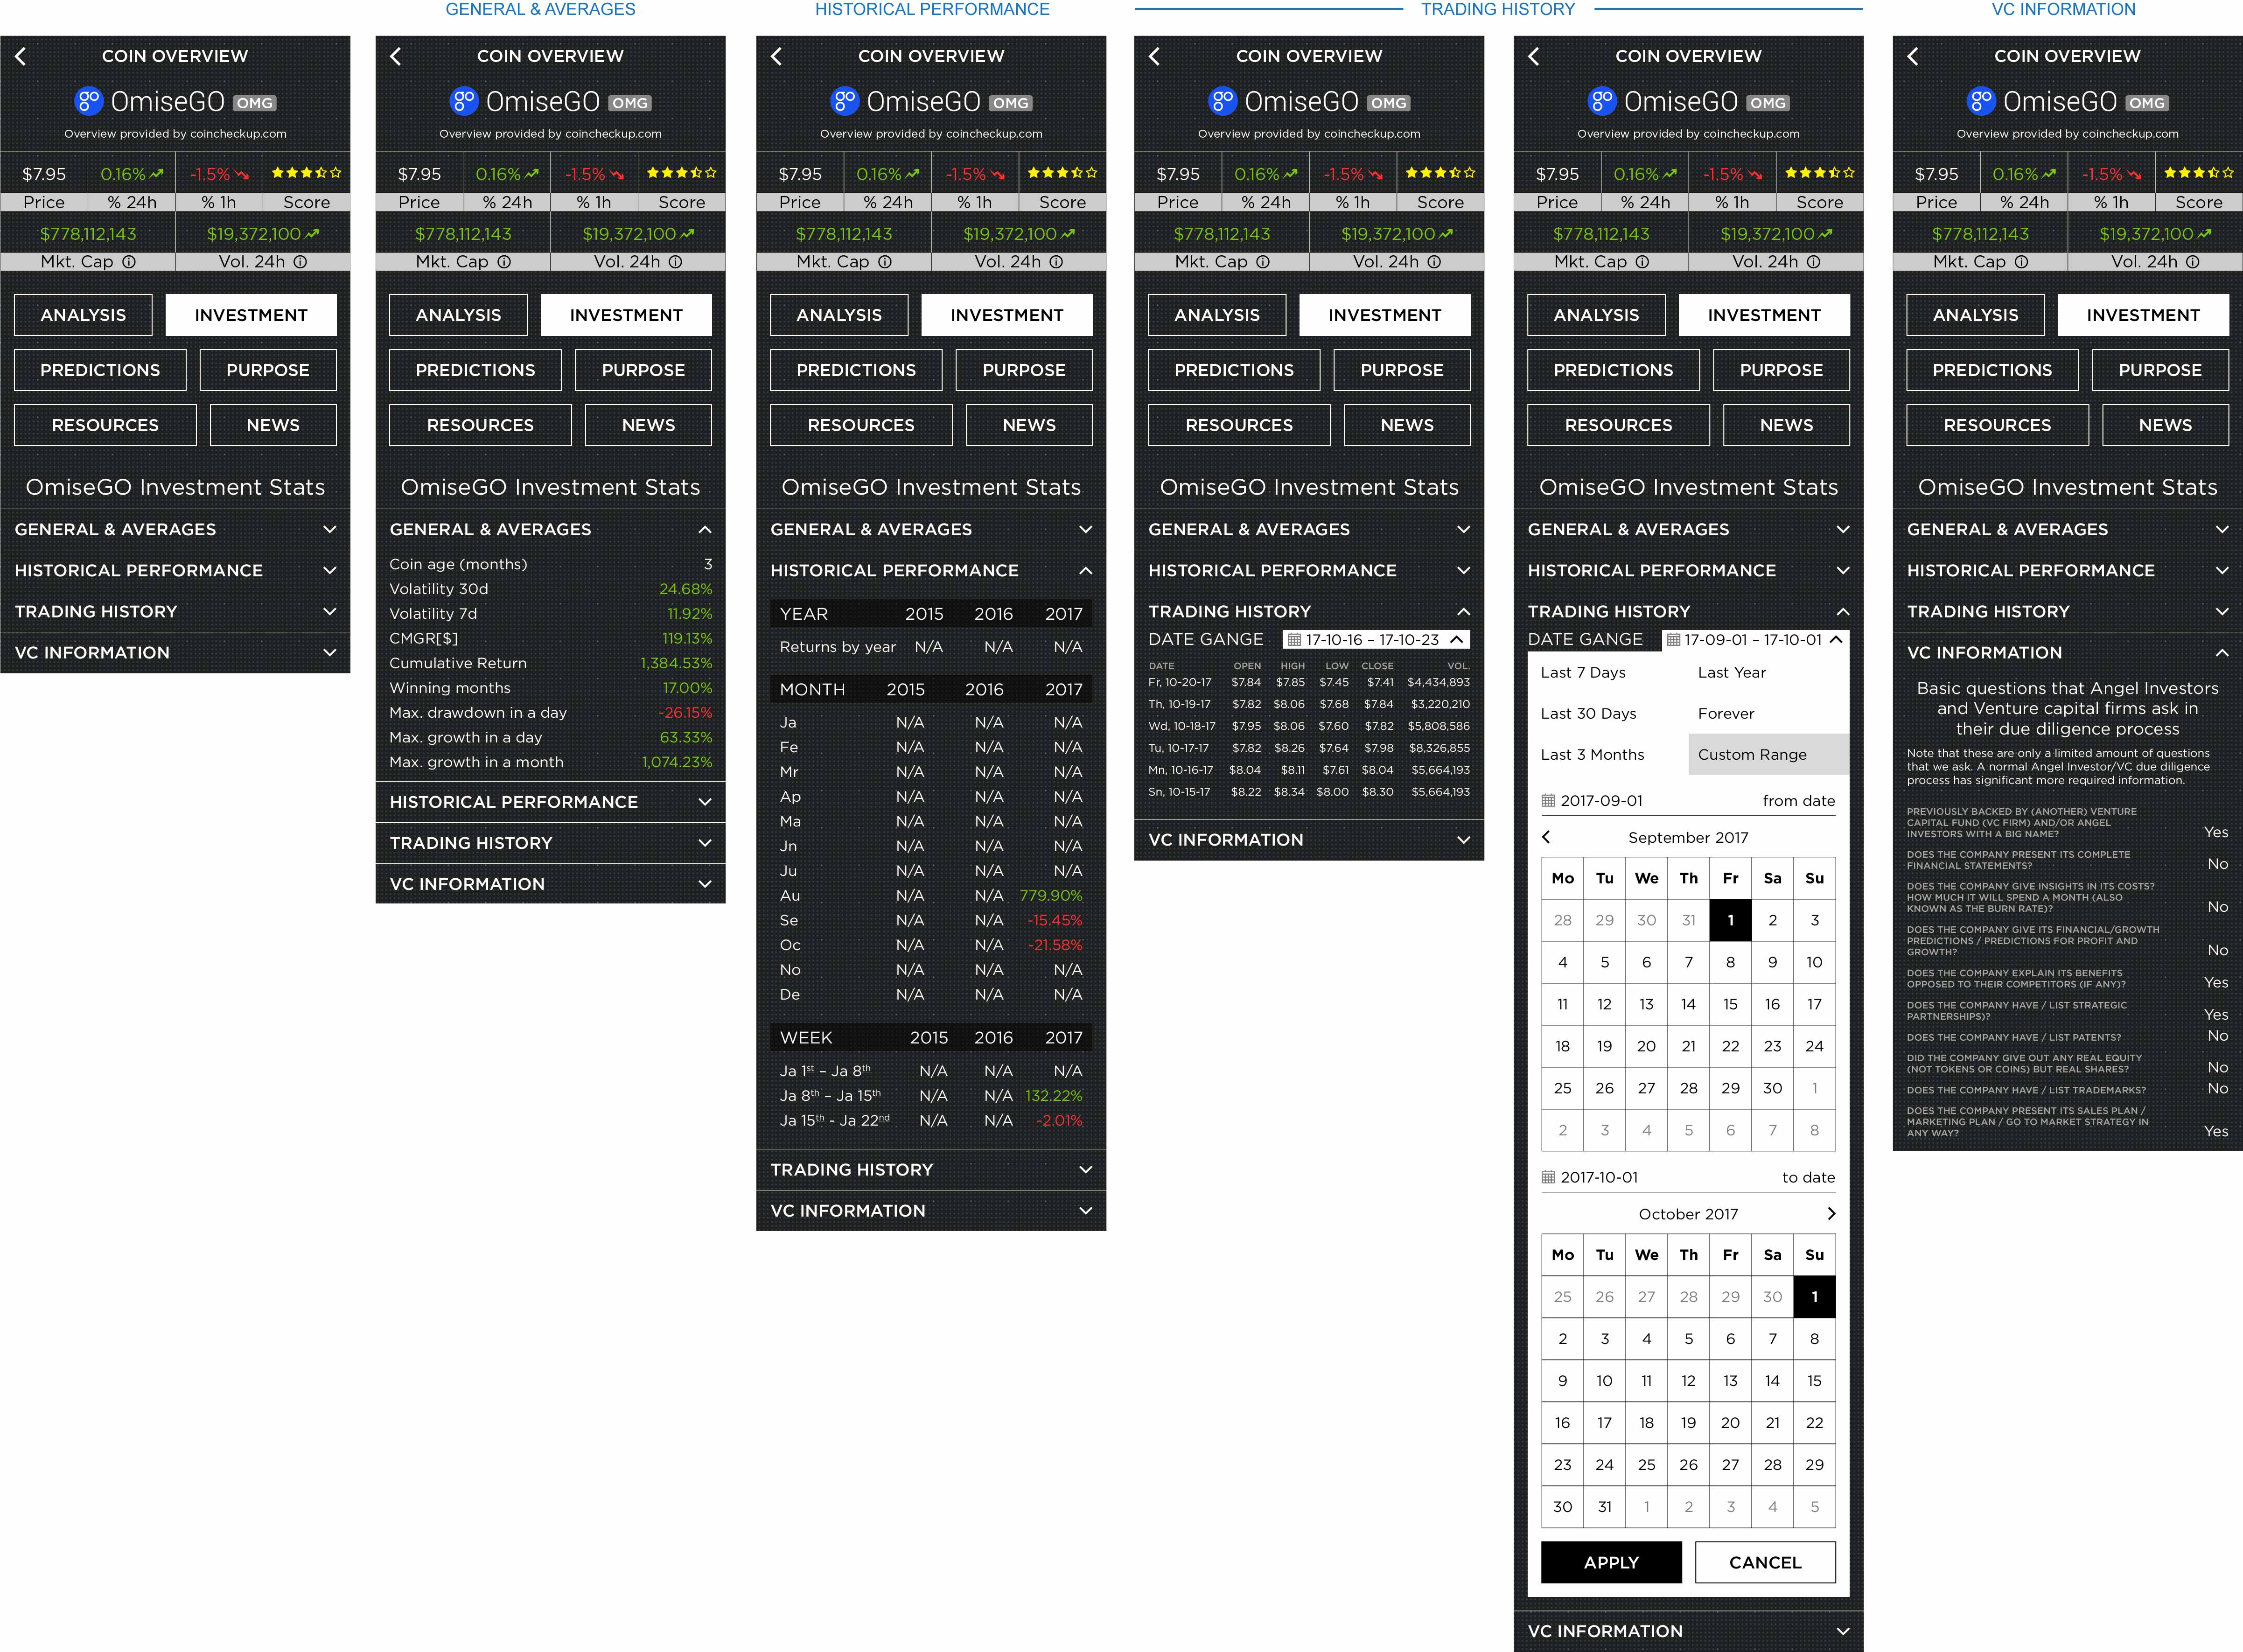 GENERAL & AVERAGES
HISTORICAL PERFORMANCE
TRADING HISTORY
VC INFORMATION
COIN OVERVIEW
go OmiseGO OMG
Overview provided by coincheckup.com
$7.95 0.16% -1.5%
Price % 24h % 1h Score
$778,112,143 $19,372,100
Mkt. Cap Vol. 24h
ANALYSIS INVESTMENT
PREDICTIONS PURPOSE
RESOURCES NEWS
OmiseGO Investment Stats
GENERAL & AVERAGES
HISTORICAL PERFORMANCE
TRADING HISTORY
VC INFORMATION
COIN OVERVIEW
go OmiseGO OMG
Overview provided by coincheckup.com
$7.95 0.16% -1.5%
Price % 24h % 1h Score
$778,112,143 $19,372,100
Mkt. Cap Vol. 24h
ANALYSIS INVESTMENT
PREDICTIONS PURPOSE
RESOURCES NEWS
OmiseGO Investment Stats
GENERAL & AVERAGES
Coin age (months) 3
Volatility 30d 24.68%
Volatility 7d 11.92%
CMGR[$] 119.13%
Cumulative Return 1,384.53%
Winning months 17.00%
Max. drawdown in a day -26.15%
Max. growth in a day 63.33%
Max. growth in a month 1,074.23%
HISTORICAL PERFORMANCE
TRADING HISTORY
VC INFORMATION
COIN OVERVIEW
go OmiseGO OMG
Overview provided by coincheckup.com
$7.95 0.16% -1.5%
Price % 24h % 1h Score
$778,112,143 $19,372,100
Mkt. Cap Vol. 24h
ANALYSIS INVESTMENT
PREDICTIONS PURPOSE
RESOURCES NEWS
OmiseGO Investment Stats
GENERAL & AVERAGES
HISTORICAL PERFORMANCE
YEAR 2015 2016 2017
Returns by year N/A N/A N/A
MONTH 2015 2016 2017
Ja N/A N/A N/A
Fe N/A N/A N/A
Mr N/A N/A N/A
Ap N/A N/A N/A
Ma N/A N/A N/A
Jn N/A N/A N/A
Ju N/A N/A N/A
Au N/A N/A 779.90%
Se N/A N/A -15.45%
Oc N/A N/A -21.58%
No N/A N/A N/A
De N/A N/A N/A
WEEK 2015 2016 2017
Ja 1st – Ja 8th N/A N/A N/A
Ja 8th – Ja 15th N/A N/A 132.22%
Ja 15th - Ja 22nd N/A N/A -2.01%
TRADING HISTORY
VC INFORMATION
COIN OVERVIEW
go OmiseGO OMG
Overview provided by coincheckup.com
$7.95 0.16% -1.5%
Price % 24h % 1h Score
$778,112,143 $19,372,100
Mkt. Cap Vol. 24h
ANALYSIS INVESTMENT
PREDICTIONS PURPOSE
RESOURCES NEWS
OmiseGO Investment Stats
GENERAL & AVERAGES
HISTORICAL PERFORMANCE
TRADING HISTORY
DATE GANGE 17-10-16 – 17-10-23
DATE OPEN HIGH LOW CLOSE VOL.
Fr, 10-20-17 $7.84 $7.85 $7.45 $7.41 $4,434,893
Th, 10-19-17 $7.82 $8.06 $7.68 $7.84 $3,220,210
Wd, 10-18-17 $7.95 $8.06 $7.60 $7.82 $5,808,586
Tu, 10-17-17 $7.82 $8.26 $7.64 $7.98 $8,326,855
Mn, 10-16-17 $8.04 $8.11 $7.61 $8.04 $5,664,193
Sn, 10-15-17 $8.22 $8.34 $8.00 $8.30 $5,664,193
VC INFORMATION
COIN OVERVIEW
go OmiseGO OMG
Overview provided by coincheckup.com
$7.95 0.16% -1.5%
Price % 24h % 1h Score
$778,112,143 $19,372,100
Mkt. Cap Vol. 24h
ANALYSIS INVESTMENT
PREDICTIONS PURPOSE
RESOURCES NEWS
OmiseGO Investment Stats
GENERAL & AVERAGES
HISTORICAL PERFORMANCE
TRADING HISTORY
DATE GANGE 17-09-01 – 17-10-01
Last 7 Days Last Year
Last 30 Days Forever
Last 3 Months Custom Range
2017-09-01 from date
September 2017
Mo Tu We Th Fr Sa Su
28 29 30 31 1 2 3
4 5 6 7 8 9 10
11 12 13 14 15 16 17
18 19 20 21 22 23 24
25 26 27 28 29 30 1
2 3 4 5 6 7 8
2017-10-01 to date
October 2017
Mo Tu We Th Fr Sa Su
25 26 27 28 29 30 1
2 3 4 5 6 7 8
9 10 11 12 13 14 15
16 17 18 19 20 21 22
23 24 25 26 27 28 29
30 31 1 2 3 4 5
APPLY CANCEL
VC INFORMATION
COIN OVERVIEW
go OmiseGO OMG
Overview provided by coincheckup.com
$7.95 0.16% -1.5%
Price % 24h % 1h Score
$778,112,143 $19,372,100
Mkt. Cap Vol. 24h
ANALYSIS INVESTMENT
PREDICTIONS PURPOSE
RESOURCES NEWS
OmiseGO Investment Stats
GENERAL & AVERAGES
HISTORICAL PERFORMANCE
TRADING HISTORY
VC INFORMATION
Basic questions that Angel Investors
and Venture capital firms ask in
their due diligence process
Note that these are only a limited amount of questions
that we ask. A normal Angel Investor/VC due diligence
process has significant more required information.
PREVIOUSLY BACKED BY (ANOTHER) VENTURE
CAPITAL FUND (VC FIRM) AND/OR ANGEL
INVESTORS WITH A BIG NAME? Yes
DOES THE COMPANY PRESENT ITS COMPLETE
FINANCIAL STATEMENTS? No
DOES THE COMPANY GIVE INSIGHTS IN ITS COSTS?
HOW MUCH IT WILL SPEND A MONTH (ALSO
KNOWN AS THE BURN RATE)? No
DOES THE COMPANY GIVE ITS FINANCIAL/GROWTH
PREDICTIONS / PREDICTIONS FOR PROFIT AND
GROWTH? No
DOES THE COMPANY EXPLAIN ITS BENEFITS
OPPOSED TO THEIR COMPETITORS (IF ANY)? Yes
DOES THE COMPANY HAVE / LIST STRATEGIC
PARTNERSHIPS)? Yes
DOES THE COMPANY HAVE / LIST PATENTS? No
DID THE COMPANY GIVE OUT ANY REAL EQUITY
(NOT TOKENS OR COINS) BUT REAL SHARES? No
DOES THE COMPANY HAVE / LIST TRADEMARKS? No
DOES THE COMPANY PRESENT ITS SALES PLAN /
MARKETING PLAN / GO TO MARKET STRATEGY IN
ANY WAY? Yes